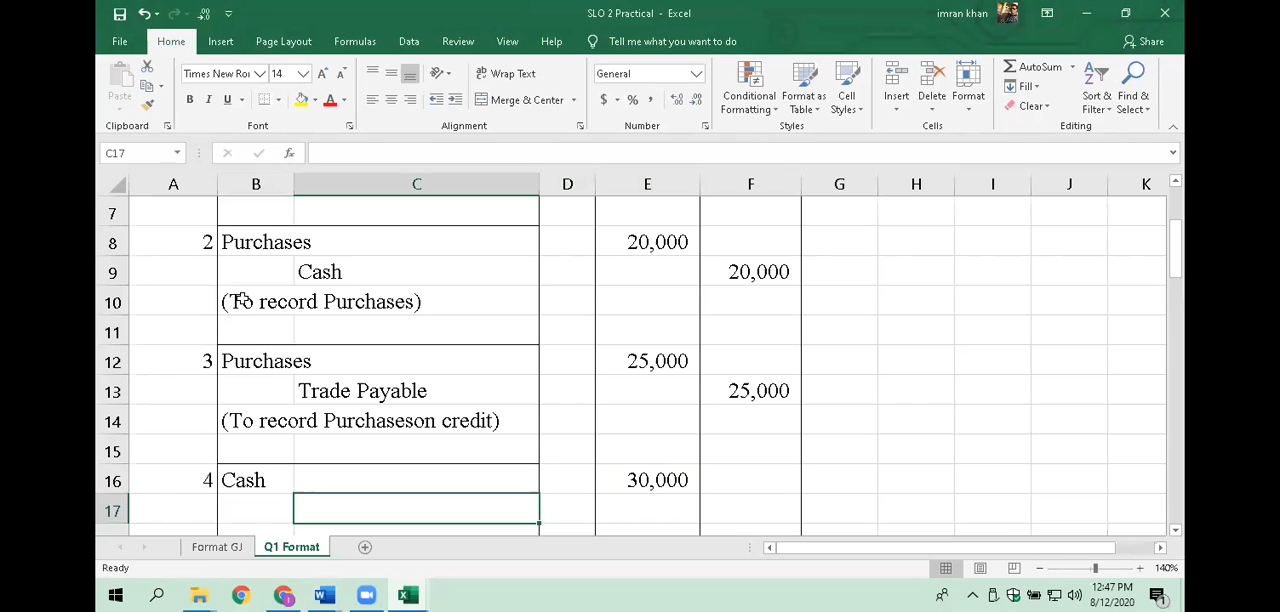 SLO 2 Practical - Excel
imran khan
File Home Insert Page Layout Formulas Data Review View Help Tell me what you want to do Share
Times New Ror 14 Wrap Text General AutoSum
Paste B I U Merge & Center $ % , Conditional Formatting Format as Table Cell Styles Insert Delete Format Fill Clear Sort & Filter Find & Select
Clipboard Font Alignment Number Styles Cells Editing
C17 fx
A B C D E F G H I J K
7
8 2 Purchases 20,000
9 Cash 20,000
10 (To record Purchases)
11
12 3 Purchases 25,000
13 Trade Payable 25,000
14 (To record Purchaseson credit)
15
16 4 Cash 30,000
17
Format GJ Q1 Format
Ready 140%
12:47 PM
8/12/2020